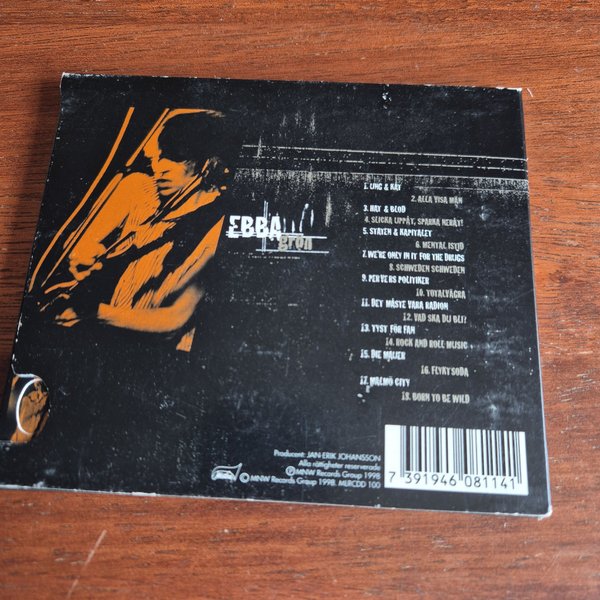 EBBA
grön
1. UNG & KÅT
2. ALLA VISA MÄN
3. HAT & BLOD
4. SLICKA UPPÅT, SPARKA NERÅT!
5. STATEN & KAPITALET
6. MENTAL ISTID
7. WE'RE ONLY IN IT FOR THE DRUGS
8. SCHWEDEN SCHWEDEN
9. PERVERS POLITIKER
10. TOTALVÄGRA
11. DET MÅSTE VARA RADION
12. VAD SKA DU BLI?
13. TYST FÖR FAN
14. ROCK AND ROLL MUSIC
15. DIE MAUER
16. FLYKTSODA
17. MALMÖ CITY
18. BORN TO BE WILD
Producent: JAN-ERIK JOHANSSON
Alla rättigheter reserverade
Ⓟ MNW Records Group 1998
© MNW Records Group 1998. MLRCDD 100
7 391946 081141